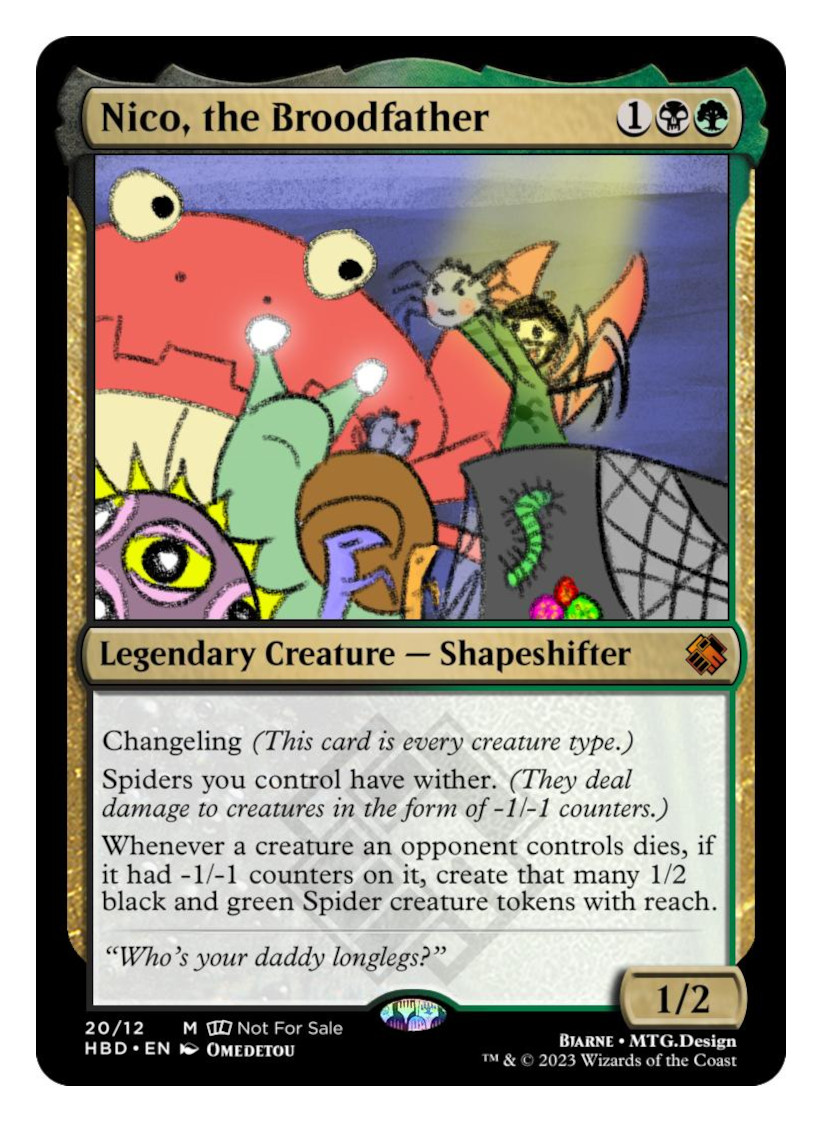 Nico, the Broodfather 1
Legendary Creature — Shapeshifter
Changeling (This card is every creature type.)
Spiders you control have wither. (They deal
damage to creatures in the form of -1/-1 counters.)
Whenever a creature an opponent controls dies, if
it had -1/-1 counters on it, create that many 1/2
black and green Spider creature tokens with reach.
“Who’s your daddy longlegs?”
1/2
20/12 M Not For Sale
HBD • EN Omedetou
Bjarne • MTG.Design
™ & © 2023 Wizards of the Coast